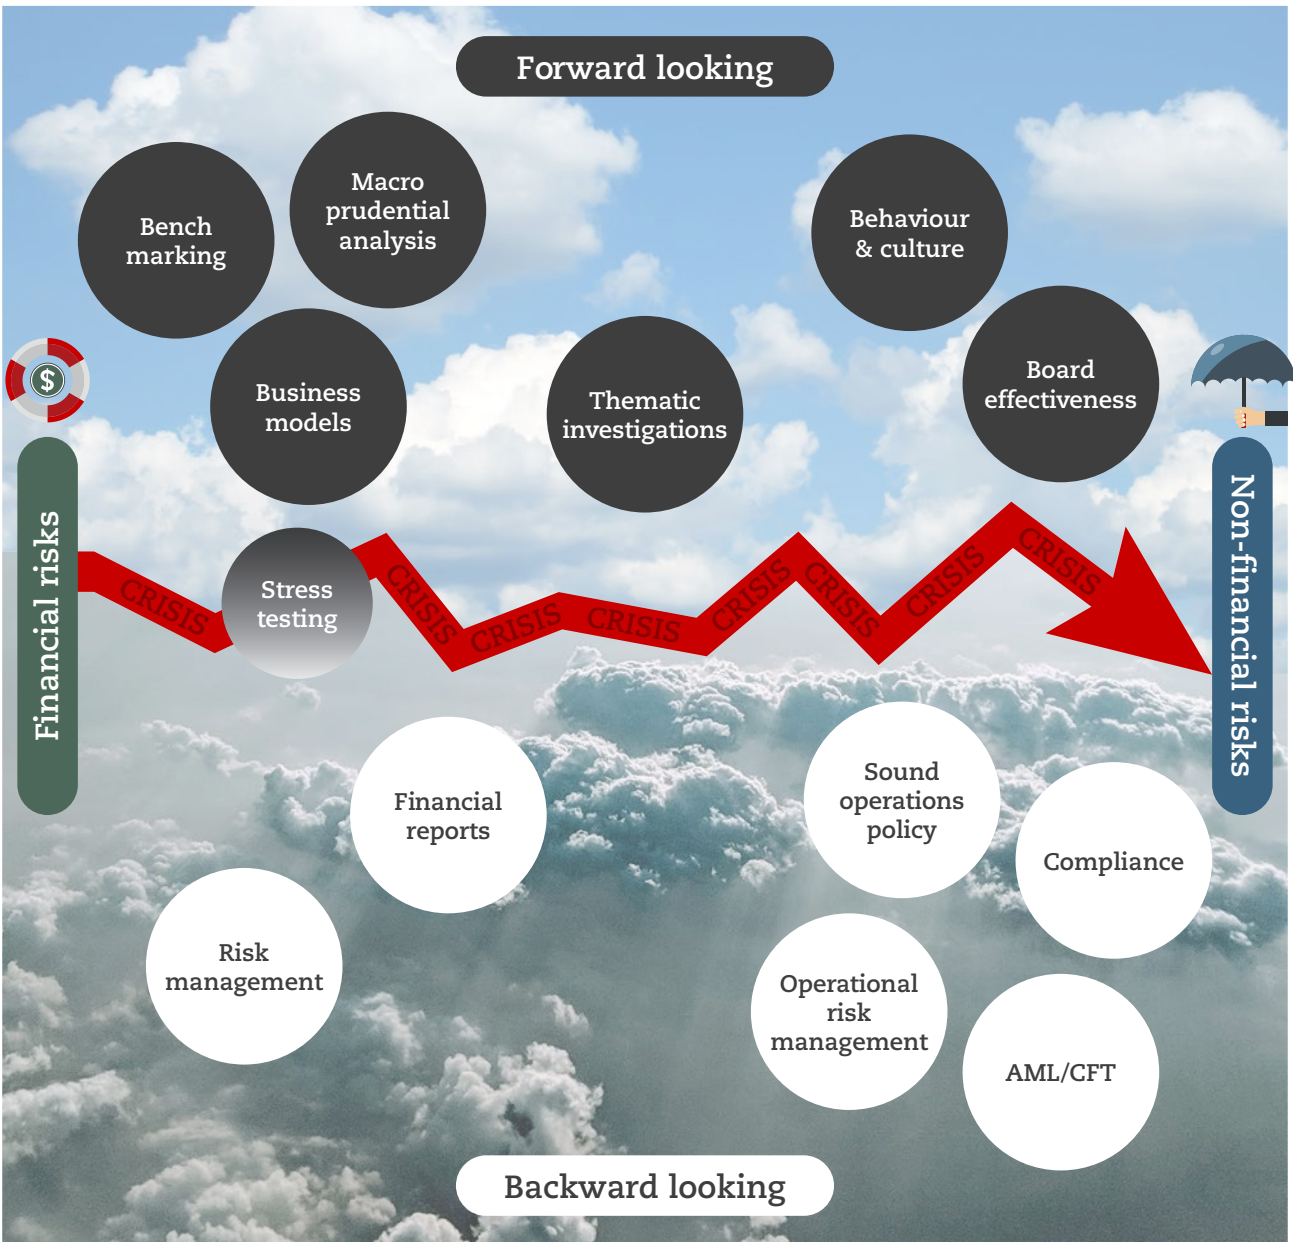 Forward looking
Bench
marking
Macro
prudential
analysis
Behaviour
& culture
Business
models
Thematic
investigations
Board
effectiveness
$
Financial risks
Non-financial risks
CRISIS
Stress
testing
CRISIS
CRISIS
CRISIS
CRISIS
CRISIS
CRISIS
CRISIS
Financial
reports
Sound
operations
policy
Compliance
Risk
management
Operational
risk
management
AML/CFT
Backward looking